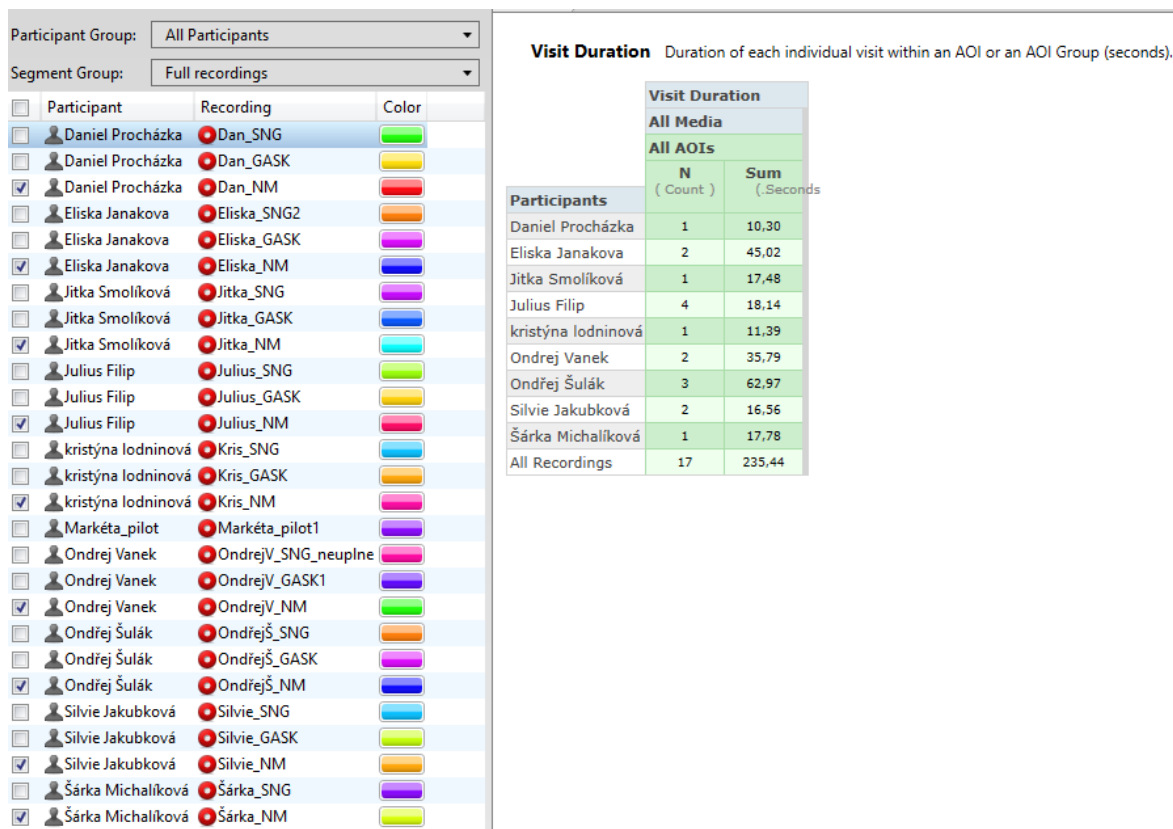 Participant Group: All Participants
Segment Group: Full recordings
Participant Recording Color
Daniel Procházka Dan_SNG
Daniel Procházka Dan_GASK
Daniel Procházka Dan_NM
Eliska Janakova Eliska_SNG2
Eliska Janakova Eliska_GASK
Eliska Janakova Eliska_NM
Jitka Smolíková Jitka_SNG
Jitka Smolíková Jitka_GASK
Jitka Smolíková Jitka_NM
Julius Filip Julius_SNG
Julius Filip Julius_GASK
Julius Filip Julius_NM
kristýna lodninová Kris_SNG
kristýna lodninová Kris_GASK
kristýna lodninová Kris_NM
Markéta_pilot Markéta_pilot1
Ondrej Vanek OndrejV_SNG_neuplne
Ondrej Vanek OndrejV_GASK1
Ondrej Vanek OndrejV_NM
Ondřej Šulák OndřejŠ_SNG
Ondřej Šulák OndřejŠ_GASK
Ondřej Šulák OndřejŠ_NM
Silvie Jakubková Silvie_SNG
Silvie Jakubková Silvie_GASK
Silvie Jakubková Silvie_NM
Šárka Michalíková Šárka_SNG
Šárka Michalíková Šárka_NM
Visit Duration Duration of each individual visit within an AOI or an AOI Group (seconds).
Visit Duration
All Media
All AOIs
N Sum
( Count ) (.Seconds
Participants
Daniel Procházka 1 10,30
Eliska Janakova 2 45,02
Jitka Smolíková 1 17,48
Julius Filip 4 18,14
kristýna lodninová 1 11,39
Ondrej Vanek 2 35,79
Ondřej Šulák 3 62,97
Silvie Jakubková 2 16,56
Šárka Michalíková 1 17,78
All Recordings 17 235,44